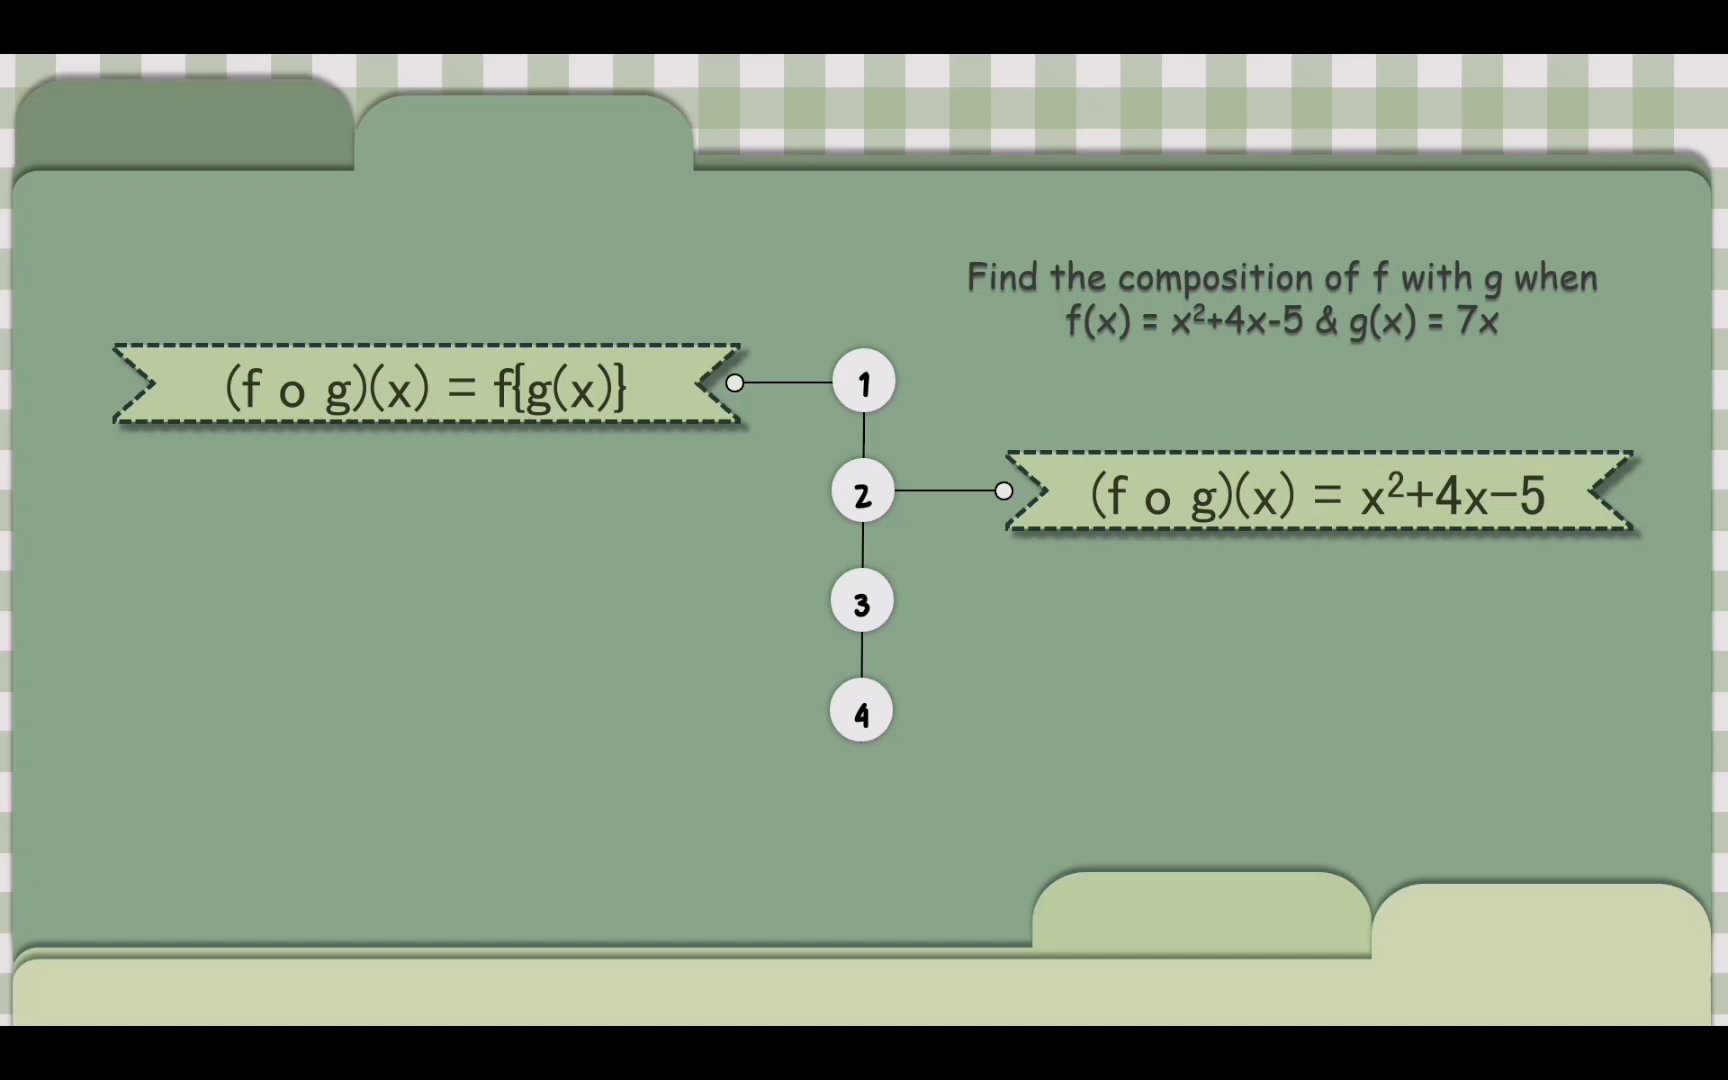 Find the composition of f with g when
f(x) = x²+4x-5 & g(x) = 7x
(f o g)(x) = f{g(x)}
1
2
(f o g)(x) = x²+4x−5
3
4